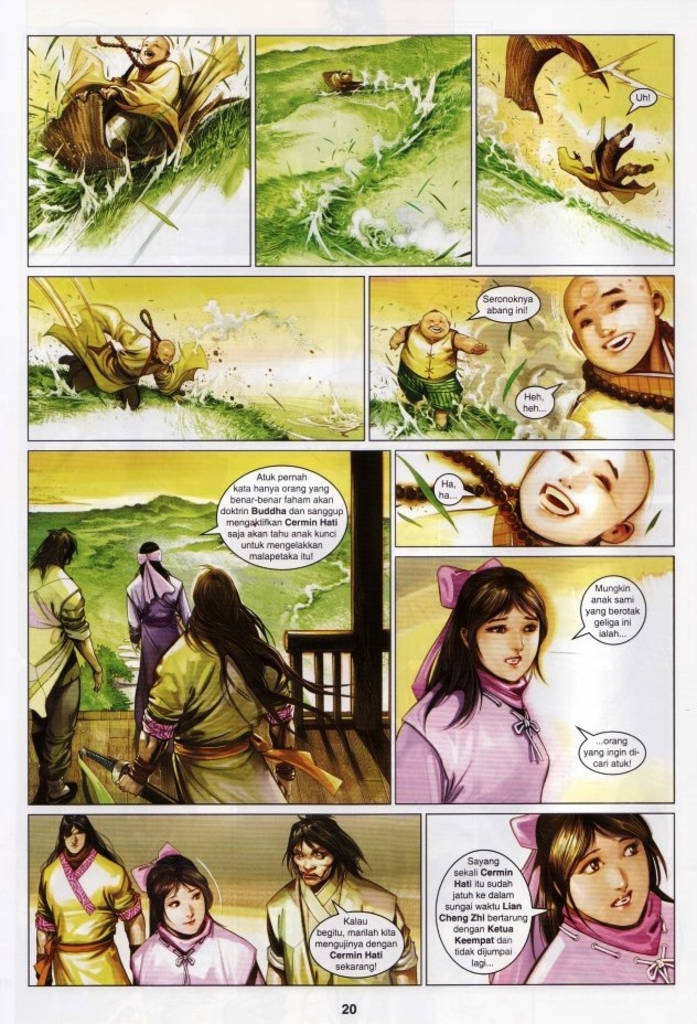 Uh!
Seronoknya
abang ini!
Heh,
heh...
Atuk pernah
kata hanya orang yang
benar-benar faham akan
doktrin Buddha dan sanggup
mengaktifkan Cermin Hati
saja akan tahu anak kunci
untuk mengelakkan
malapetaka itu!
Ha,
ha...
Mungkin
anak sami
yang berotak
geliga ini
ialah...
...orang
yang ingin di-
cari atuk!
Kalau
begitu, marilah kita
mengujinya dengan
Cermin Hati
sekarang!
Sayang
sekali Cermin
Hati itu sudah
jatuh ke dalam
sungai waktu Lian
Cheng Zhi bertarung
dengan Ketua
Keempat dan
tidak dijumpai
lagi...
20